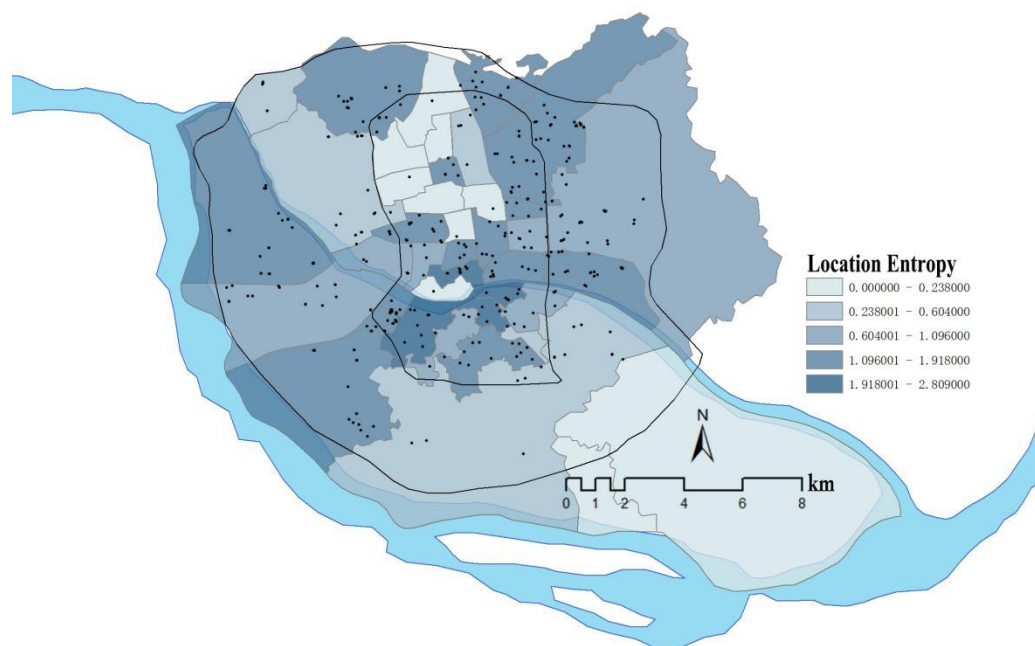 Location Entropy
0.000000 - 0.238000
0.238001 - 0.604000
0.604001 - 1.096000
1.096001 - 1.918000
1.918001 - 2.809000
N
km
0 1 2 4 6 8